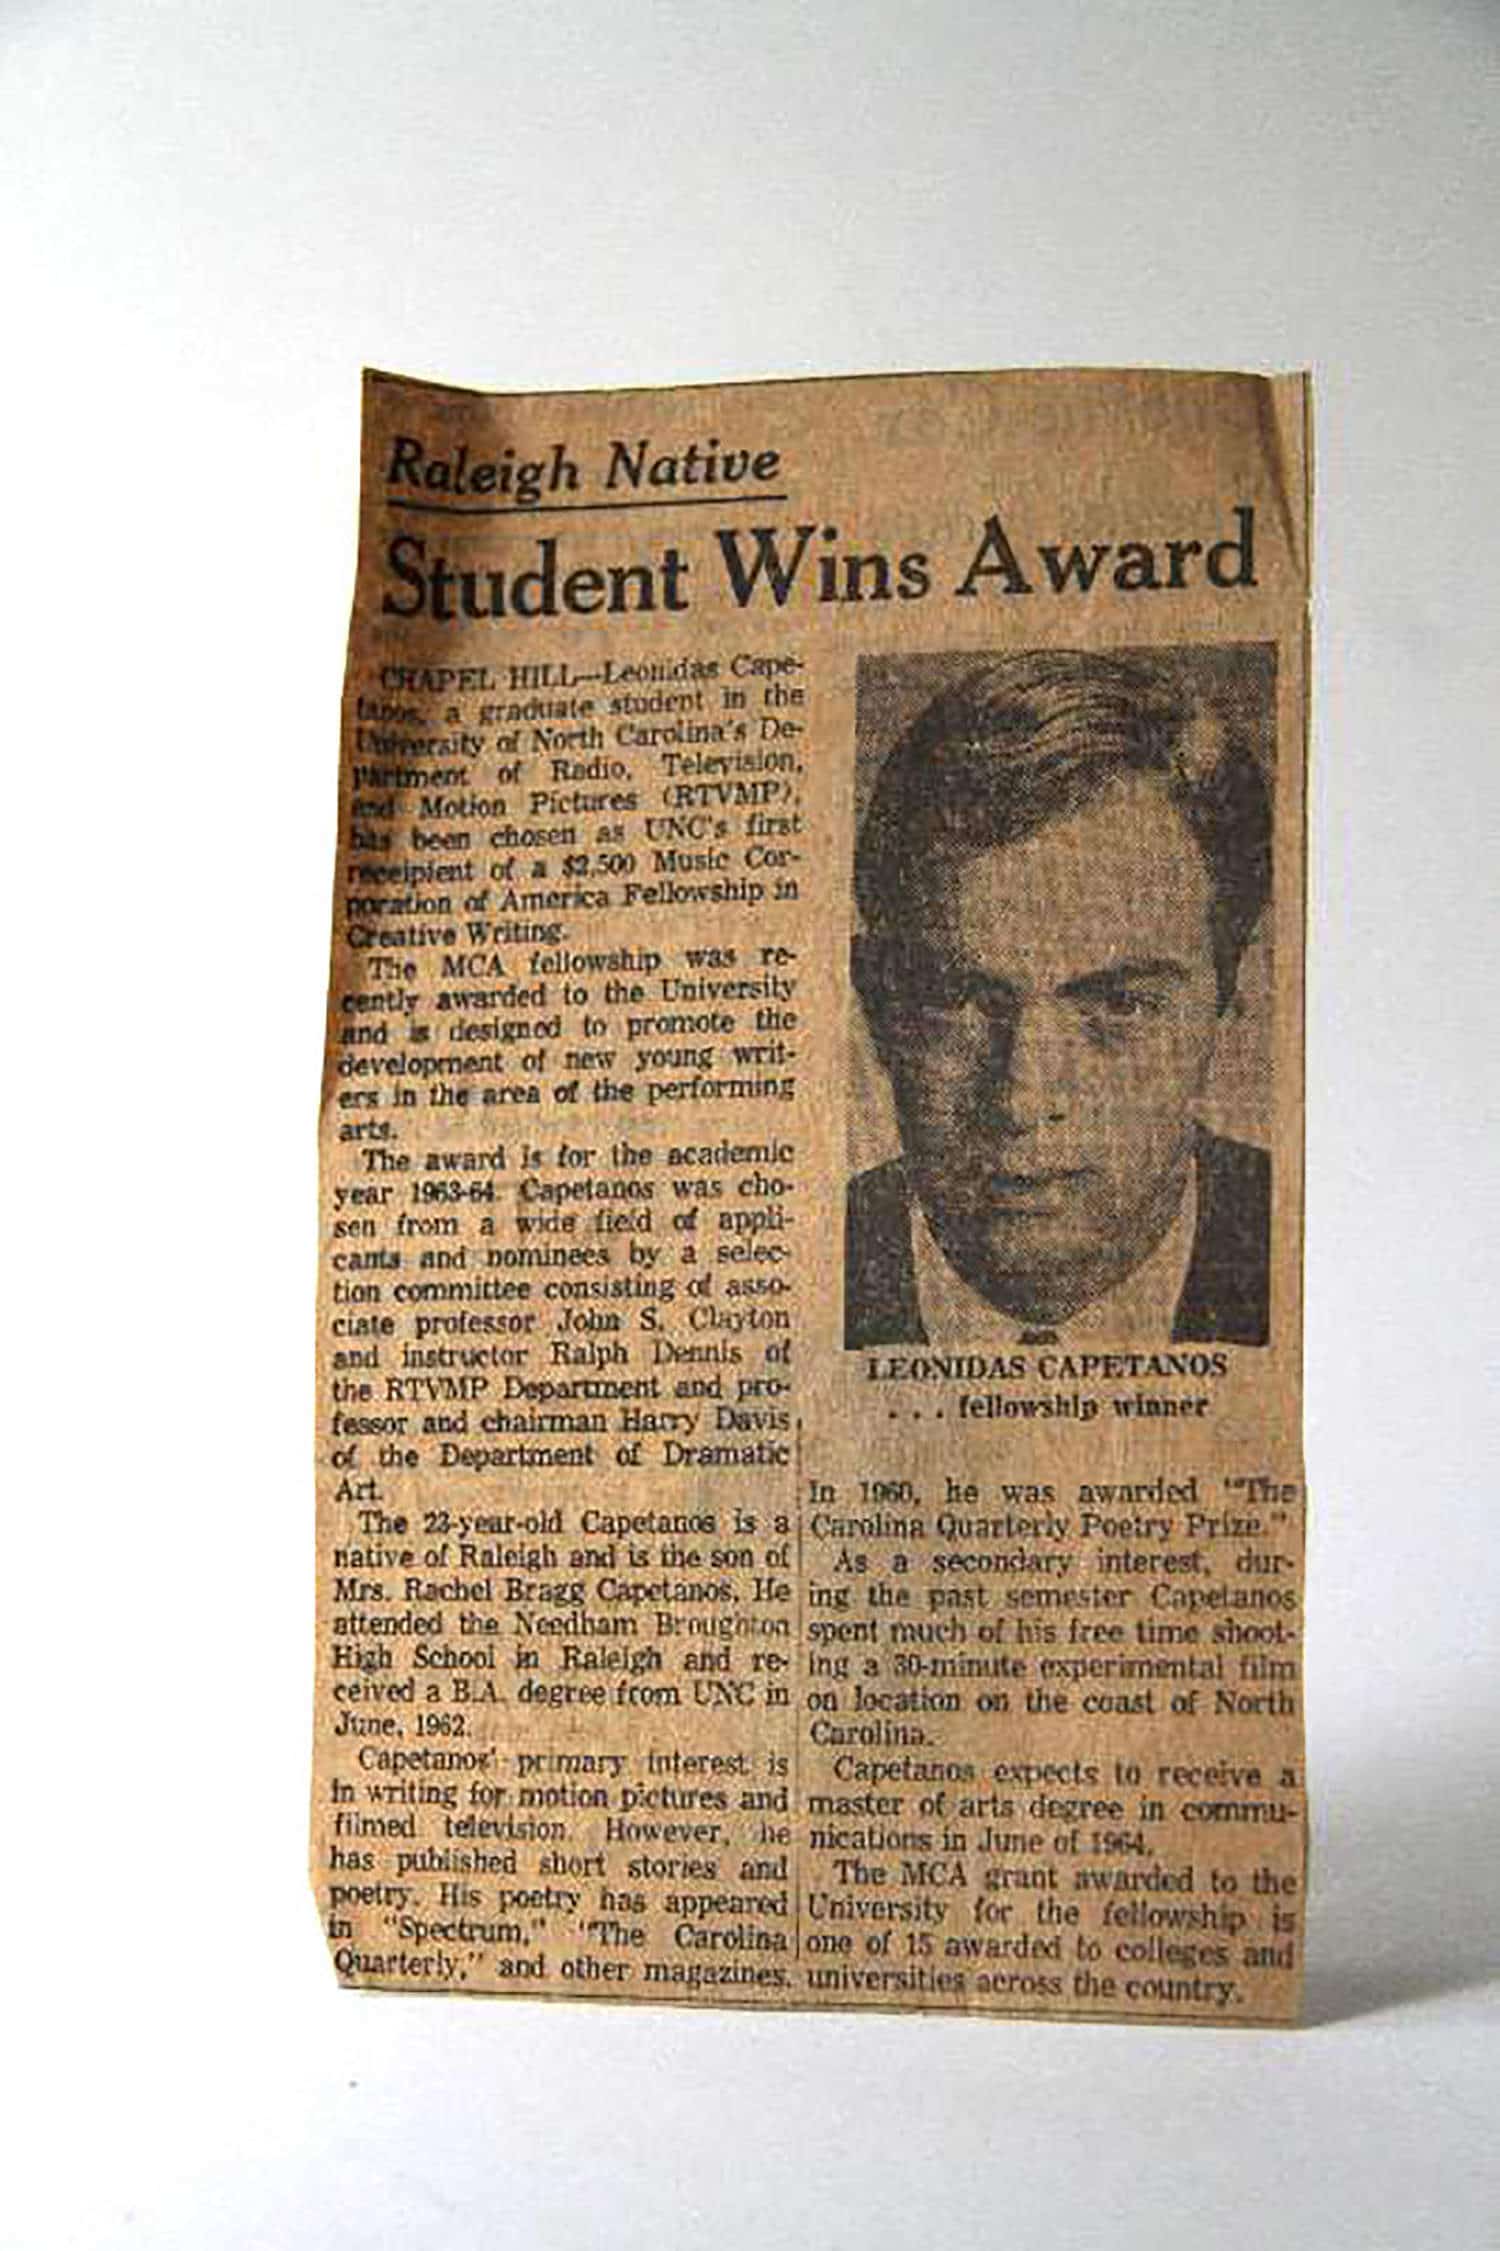 Raleigh Native
Student Wins Award
CHAPEL HILL—Leonidas Cape-
tanos, a graduate student in the
University of North Carolina's De-
partment of Radio, Television,
and Motion Pictures (RTVMP),
has been chosen as UNC's first
receipient of a $2,500 Music Cor-
poration of America Fellowship in
Creative Writing.
The MCA fellowship was re-
cently awarded to the University
and is designed to promote the
development of new young writ-
ers in the area of the performing
arts.
The award is for the academic
year 1963-64. Capetanos was cho-
sen from a wide field of appli-
cants and nominees by a selec-
tion committee consisting of asso-
ciate professor John S. Clayton
and instructor Ralph Dennis of
the RTVMP Department and pro-
fessor and chairman Harry Davis
of the Department of Dramatic
Art.
The 23-year-old Capetanos is a
native of Raleigh and is the son of
Mrs. Rachel Bragg Capetanos. He
attended the Needham Broughton
High School in Raleigh and re-
ceived a B.A. degree from UNC in
June, 1962.
Capetanos' primary interest is
in writing for motion pictures and
filmed television. However, he
has published short stories and
poetry. His poetry has appeared
in "Spectrum," "The Carolina
Quarterly," and other magazines.
LEONIDAS CAPETANOS
. . . fellowship winner
In 1960, he was awarded "The
Carolina Quarterly Poetry Prize."
As a secondary interest, dur-
ing the past semester Capetanos
spent much of his free time shoot-
ing a 30-minute experimental film
on location on the coast of North
Carolina.
Capetanos expects to receive a
master of arts degree in commu-
nications in June of 1964.
The MCA grant awarded to the
University for the fellowship is
one of 15 awarded to colleges and
universities across the country.